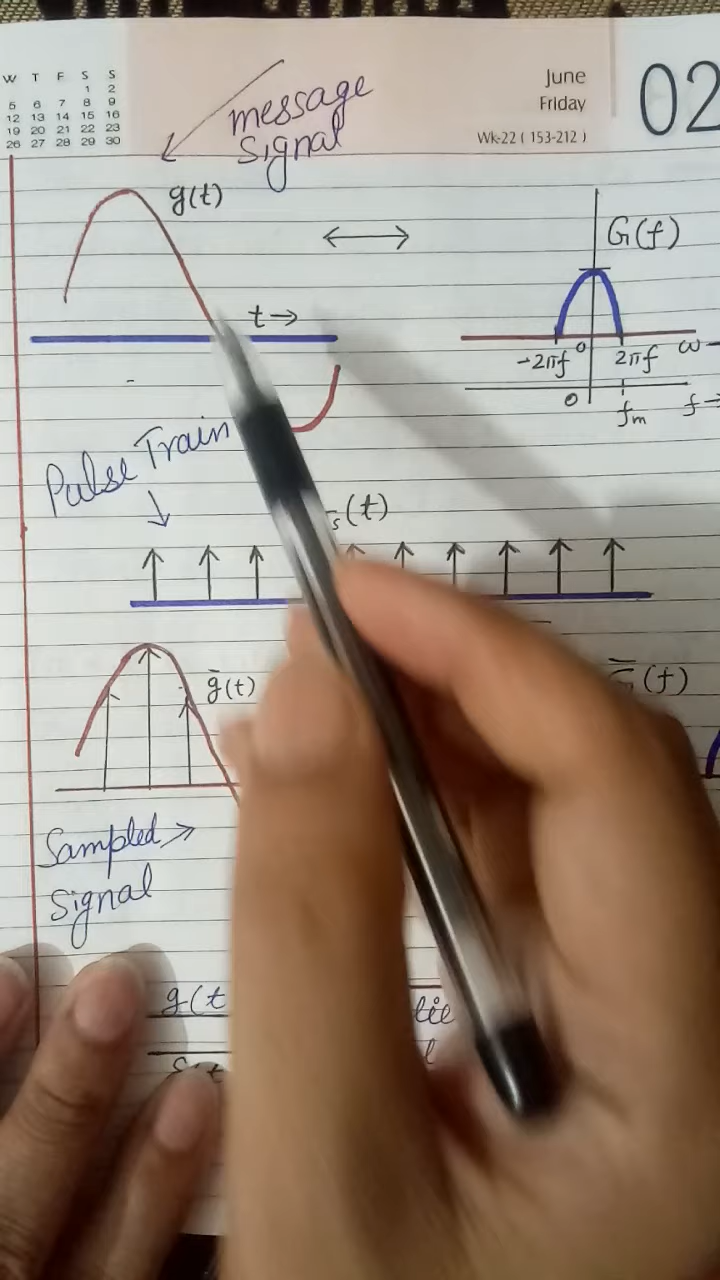 W T F S S
1 2
5 6 7 8 9
12 13 14 15 16
19 20 21 22 23
26 27 28 29 30
June
Friday
Wk-22 ( 153-212 )
02
message
signal
g(t)
G(f)
t→
-2πf 0 2πf ω
0 fm f→
Pulse Train
s(t)
ḡ(t)
(f)
Sampled
Signal
g(t